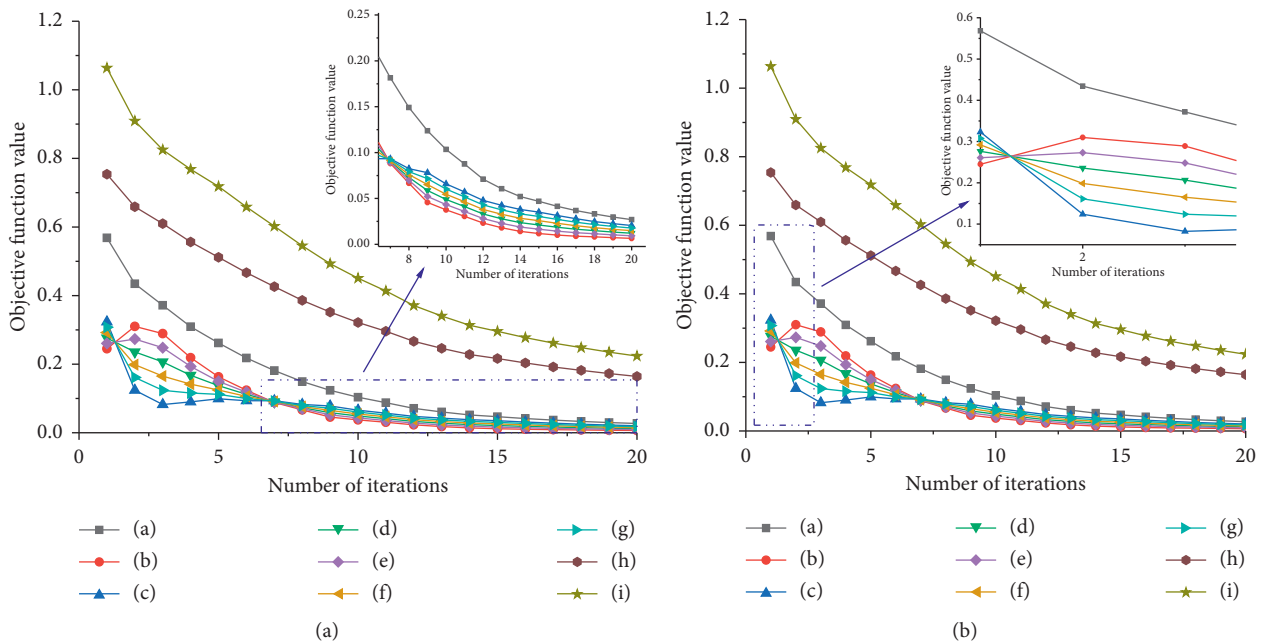 1.2
1.0
0.8
0.6
0.4
0.2
0.0
Objective function value
0 5 10 15 20
Number of iterations
0.25
0.20
0.15
0.10
0.05
0.00
Objective function value
8 10 12 14 16 18 20
Number of iterations
(a) (d) (g)
(b) (e) (h)
(c) (f) (i)
(a)
1.2
1.0
0.8
0.6
0.4
0.2
0.0
Objective function value
0 5 10 15 20
Number of iterations
0.6
0.5
0.4
0.3
0.2
0.1
Objective function value
2
Number of iterations
(a) (d) (g)
(b) (e) (h)
(c) (f) (i)
(b)